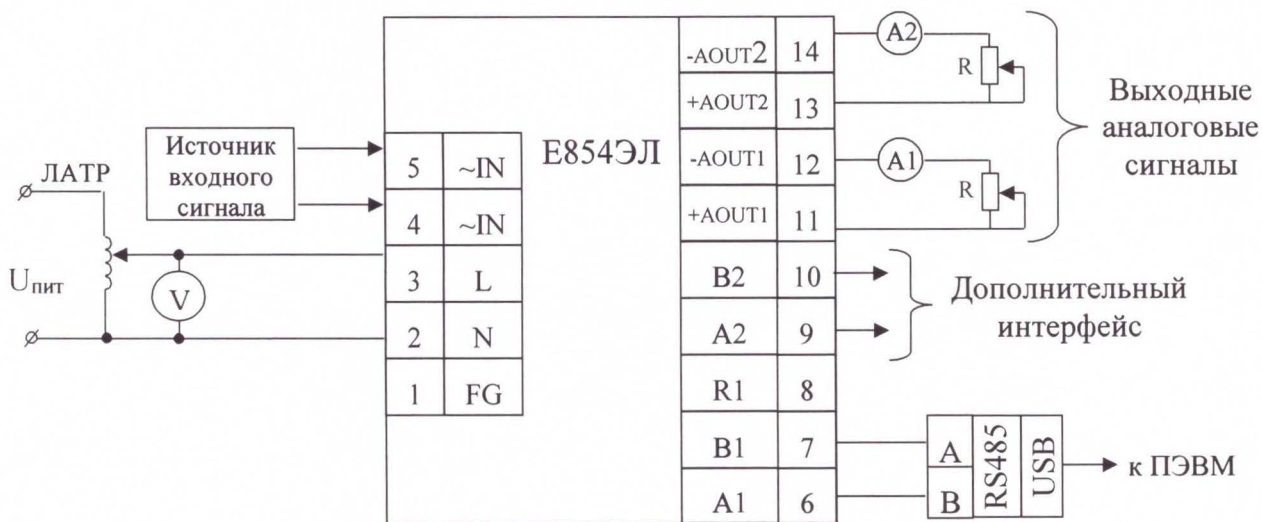 ЛАТР
Uпит
V
Источник
входного
сигнала
5 ~IN
4 ~IN
3 L
2 N
1 FG
Е854ЭЛ
-AOUT2 14
+AOUT2 13
-AOUT1 12
+AOUT1 11
B2 10
A2 9
R1 8
B1 7
A1 6
A2
R
A1
R
Выходные
аналоговые
сигналы
Дополнительный
интерфейс
A
B
RS485
USB
к ПЭВМ